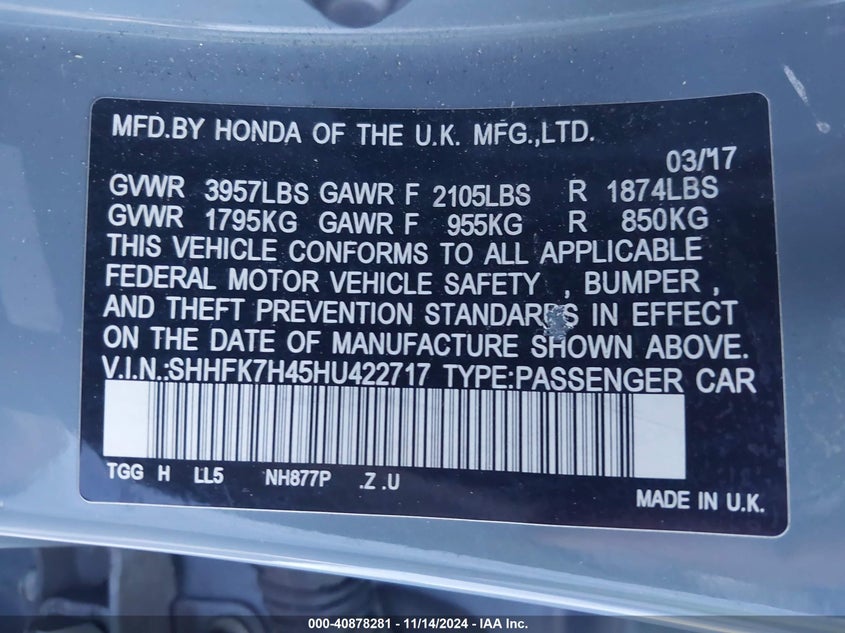 MFD.BY HONDA OF THE U.K. MFG.,LTD.
03/'17
GVWR 3957LBS GAWR F 2105LBS R 1874LBS
GVWR 1795KG GAWR F 955KG R 850KG
THIS VEHICLE CONFORMS TO ALL APPLICABLE
FEDERAL MOTOR VEHICLE SAFETY , BUMPER ,
AND THEFT PREVENTION STANDARDS IN EFFECT
ON THE DATE OF MANUFACTURE SHOWN ABOVE.
V.I.N.:SHHFK7H45HU422717 TYPE:PASSENGER CAR
TGG H LL5 NH877P .Z .U
MADE IN U.K.
000-40878281 - 11/14/2024 - IAA Inc.